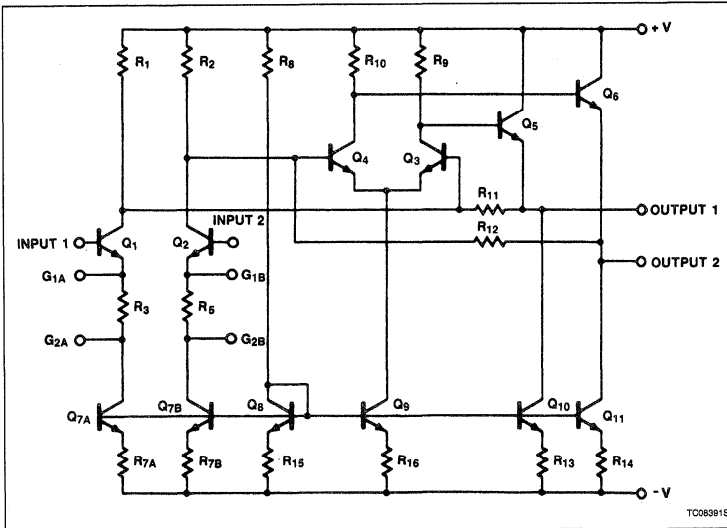 +V
R1 R2 R8 R10 R9
Q6
Q5
Q4 Q3
R11
OUTPUT 1
INPUT 2
R12
INPUT 1 Q1 Q2
OUTPUT 2
G1A G1B
R3 R5
G2A G2B
Q7A Q7B Q8 Q9 Q10 Q11
R7A R7B R15 R16 R13 R14
-V
TC08391S